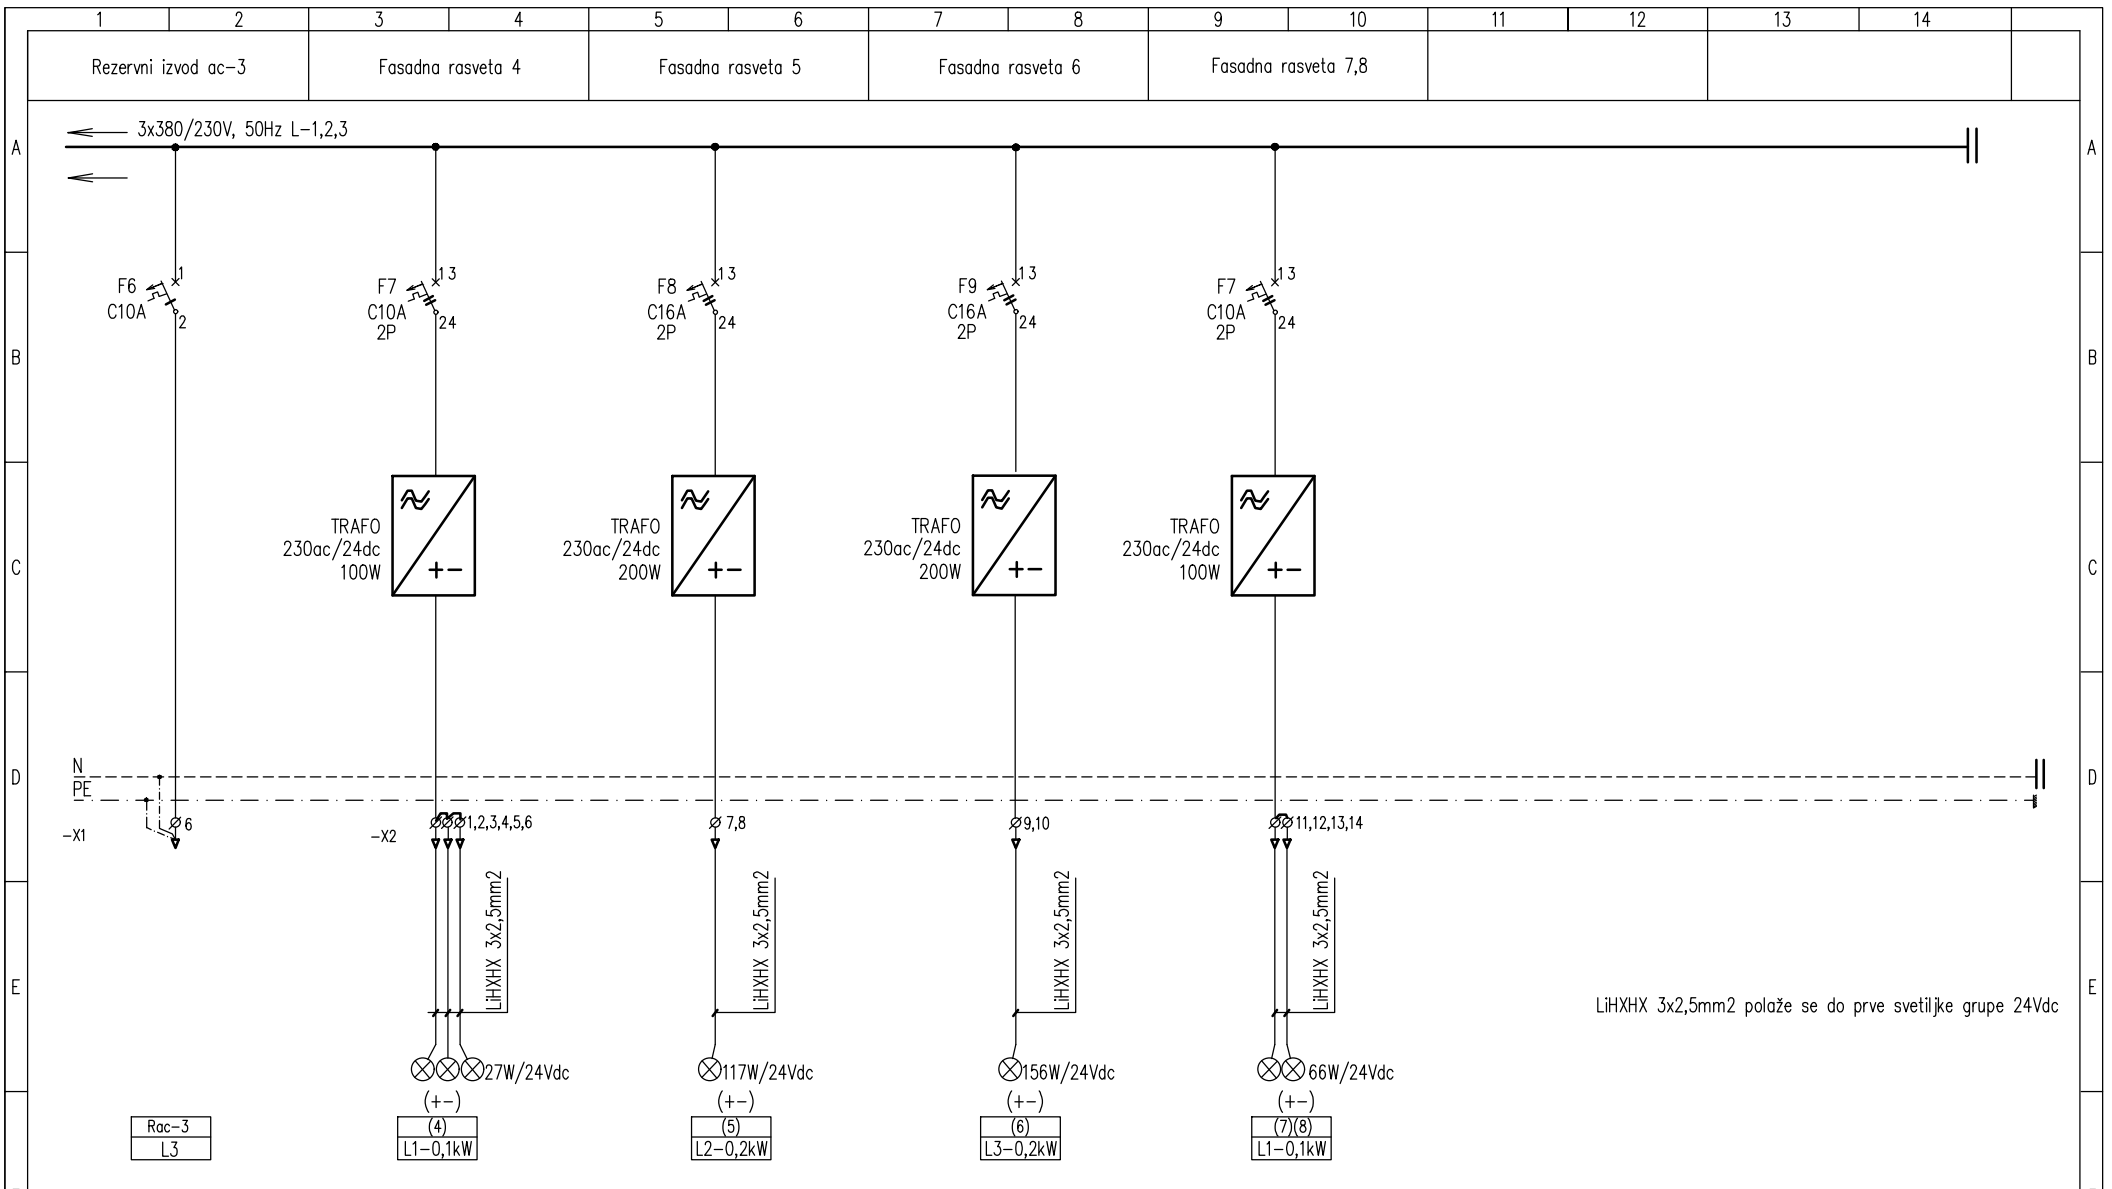 1 2 3 4 5 6 7 8 9 10 11 12 13 14
Rezervni izvod ac-3
Fasadna rasveta 4
Fasadna rasveta 5
Fasadna rasveta 6
Fasadna rasveta 7,8
3x380/230V, 50Hz L-1,2,3
A
A
F6
C10A
1
2
F7
C10A
2P
13
24
F8
C16A
2P
13
24
F9
C16A
2P
13
24
F7
C10A
2P
13
24
B
B
TRAFO
230ac/24dc
100W
+-
TRAFO
230ac/24dc
200W
+-
TRAFO
230ac/24dc
200W
+-
TRAFO
230ac/24dc
100W
+-
C
C
N
PE
D
D
-X1
6
-X2
1,2,3,4,5,6
7,8
9,10
11,12,13,14
LiHXHX 3x2,5mm2
LiHXHX 3x2,5mm2
LiHXHX 3x2,5mm2
LiHXHX 3x2,5mm2
E
E
LiHXHX 3x2,5mm2 polaže se do prve svetiljke grupe 24Vdc
27W/24Vdc
117W/24Vdc
156W/24Vdc
66W/24Vdc
(+-)
(+-)
(+-)
(+-)
Rac-3
L3
(4)
L1-0,1kW
(5)
L2-0,2kW
(6)
L3-0,2kW
(7)(8)
L1-0,1kW